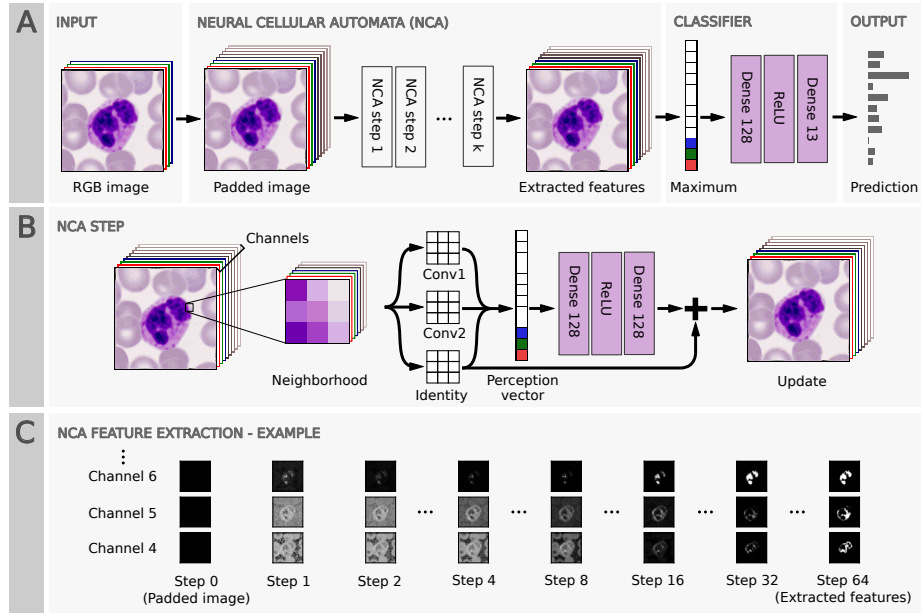 A
INPUT
NEURAL CELLULAR AUTOMATA (NCA)
CLASSIFIER
OUTPUT
NCA step 1
NCA step 2
...
NCA step k
Dense 128
ReLU
Dense 13
RGB image
Padded image
Extracted features
Maximum
Prediction
B
NCA STEP
Channels
Conv1
Conv2
Identity
Neighborhood
Perception
vector
Dense 128
ReLU
Dense 128
+
Update
C
NCA FEATURE EXTRACTION - EXAMPLE
Channel 6
Channel 5
... ... ... ...
Channel 4
Step 0
(Padded image)
Step 1
Step 2
Step 4
Step 8
Step 16
Step 32
Step 64
(Extracted features)